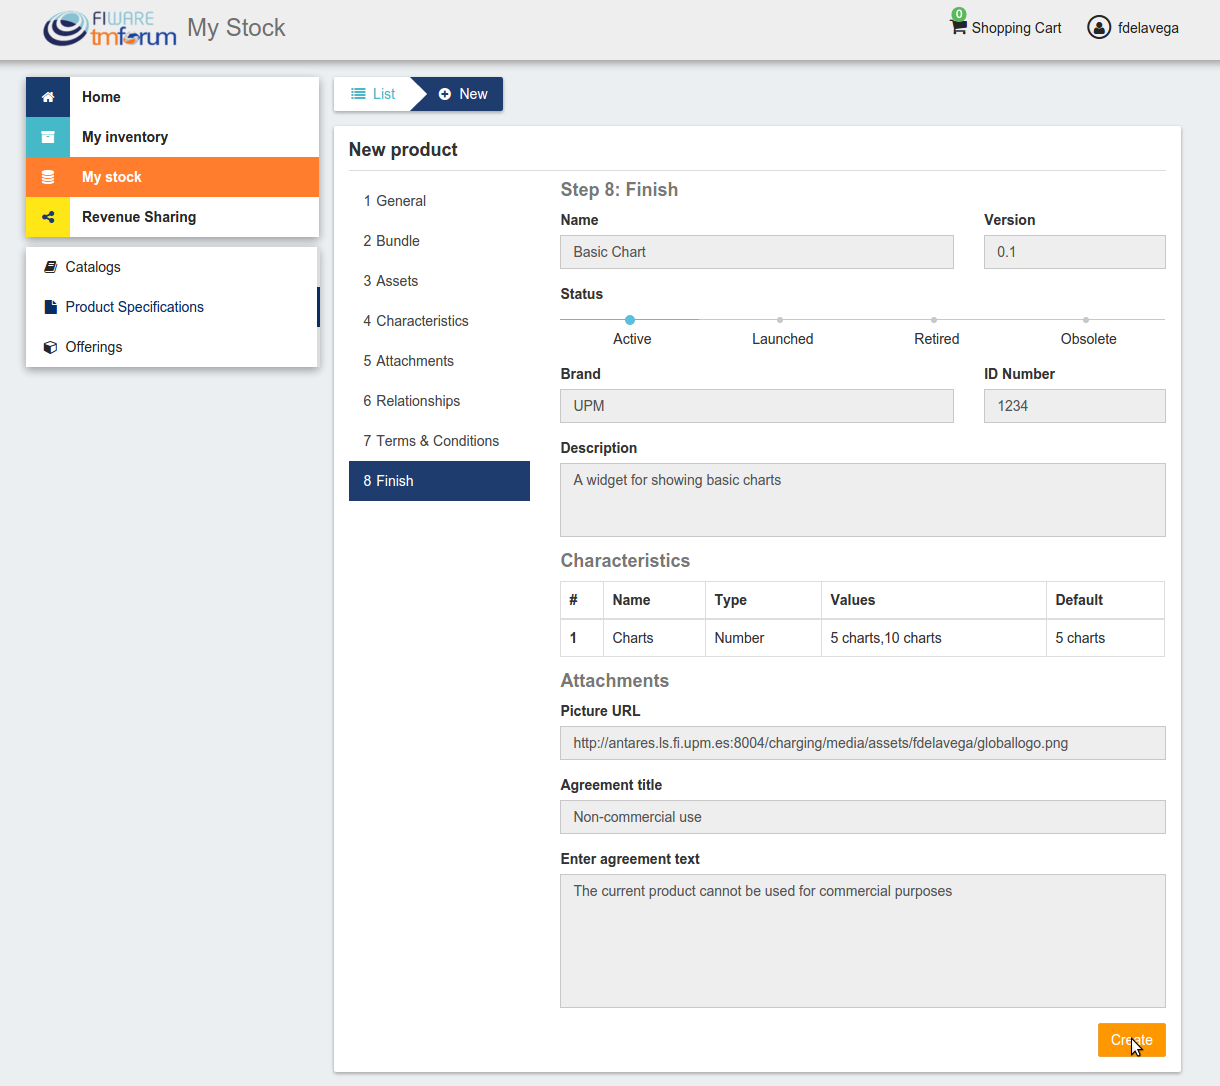 FIWARE
tmforum
My Stock
0
Shopping Cart
fdelavega
Home
My inventory
My stock
Revenue Sharing
Catalogs
Product Specifications
Offerings
List
New
New product
1 General
2 Bundle
3 Assets
4 Characteristics
5 Attachments
6 Relationships
7 Terms & Conditions
8 Finish
Step 8: Finish
Name Version
Basic Chart 0.1
Status
Active Launched Retired Obsolete
Brand ID Number
UPM 1234
Description
A widget for showing basic charts
Characteristics
# Name Type Values Default
1 Charts Number 5 charts,10 charts 5 charts
Attachments
Picture URL
http://antares.ls.fi.upm.es:8004/charging/media/assets/fdelavega/globallogo.png
Agreement title
Non-commercial use
Enter agreement text
The current product cannot be used for commercial purposes
Create